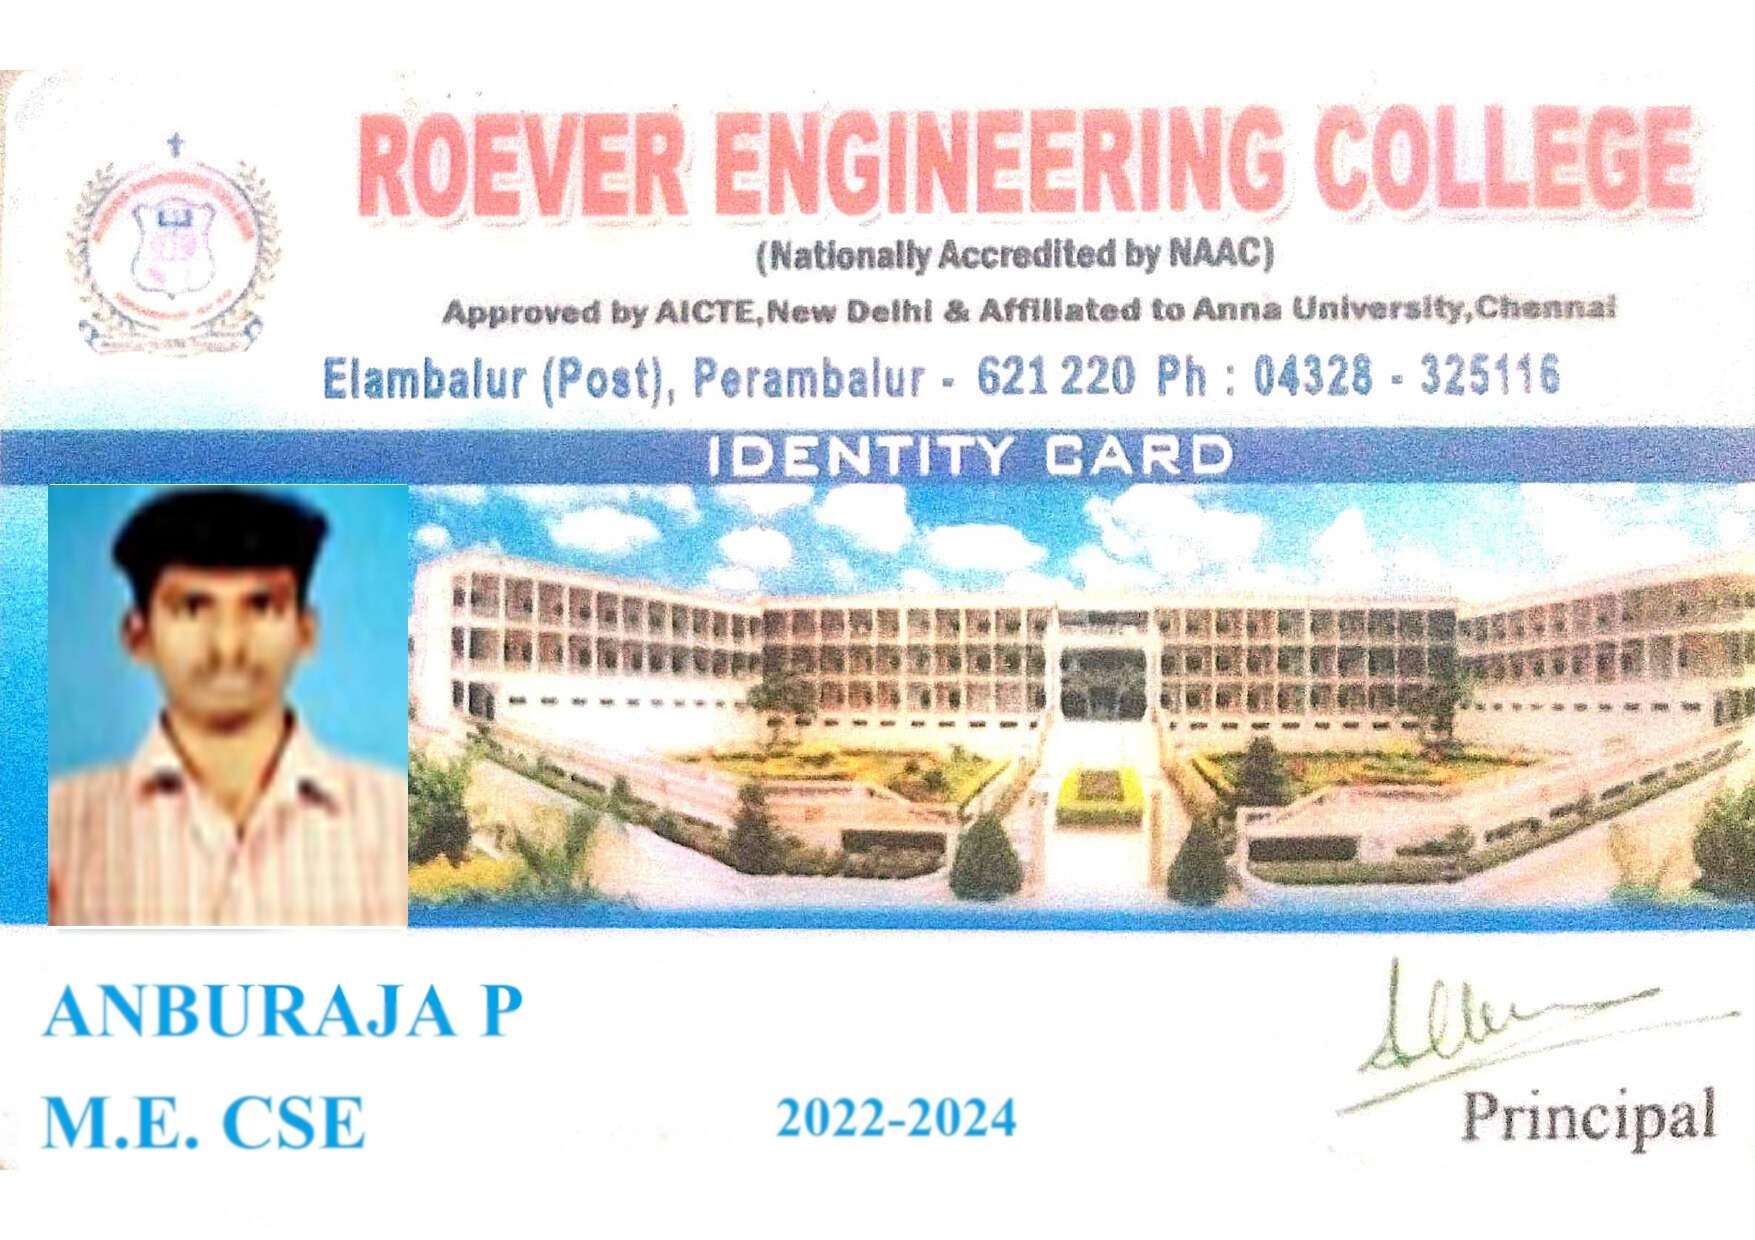 ROEVER ENGINEERING COLLEGE
(Nationally Accredited by NAAC)
Approved by AICTE,New Delhi & Affiliated to Anna University,Chennai
Elambalur (Post), Perambalur - 621 220 Ph : 04328 - 325116
IDENTITY CARD
ANBURAJA P
M.E. CSE
2022-2024
Principal